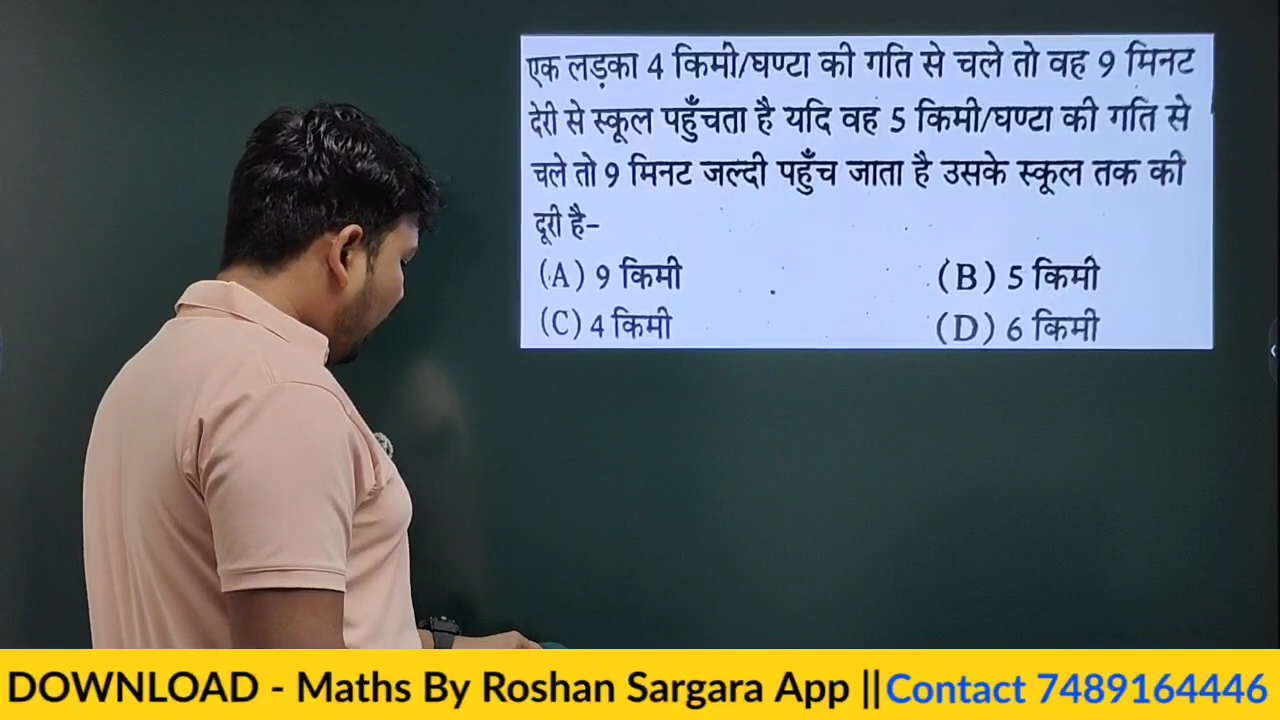 एक लड़का 4 किमी/घण्टा की गति से चले तो वह 9 मिनट
देरी से स्कूल पहुँचता है यदि वह 5 किमी/घण्टा की गति से
चले तो 9 मिनट जल्दी पहुँच जाता है उसके स्कूल तक की
दूरी है-
(A) 9 किमी (B) 5 किमी
(C) 4 किमी (D) 6 किमी
DOWNLOAD - Maths By Roshan Sargara App || Contact 7489164446